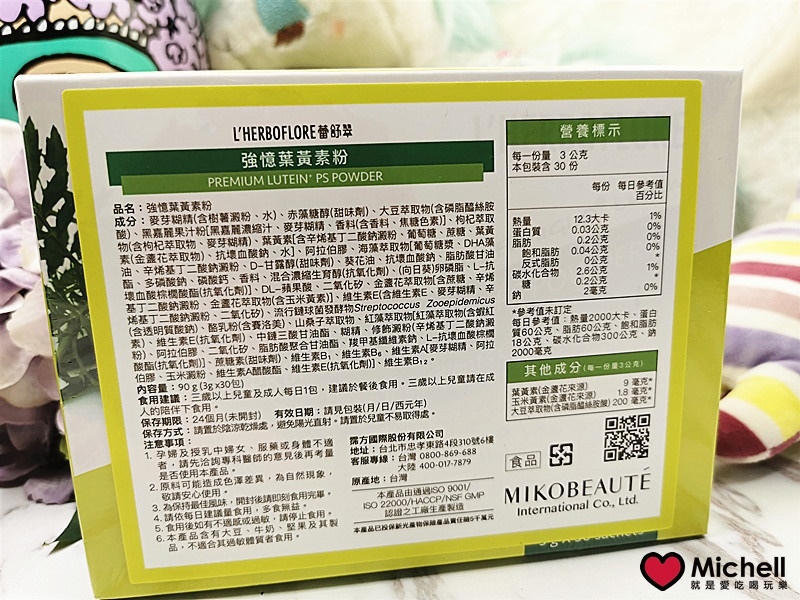 L'HERBOFLORE蕾舒翠
強憶葉黃素粉
PREMIUM LUTEIN+ PS POWDER
品名：強憶葉黃素粉
成分：麥芽糊精(含樹薯澱粉、水)、赤藻糖醇(甜味劑)、大豆萃取物(含磷脂醯絲胺
酸)、黑嘉麗果汁粉[黑嘉麗濃縮汁、麥芽糊精、香料(含香料、焦糖色素)]、枸杞萃取
物(含枸杞萃取物、麥芽糊精)、葉黃素[含辛烯基丁二酸鈉澱粉、葡萄糖、蔗糖、葉黃
素(金盞花萃取物)、抗壞血酸鈉、水]、阿拉伯膠、海藻萃取物[葡萄糖漿、DHA藻
油、辛烯基丁二酸鈉澱粉、D-甘露醇(甜味劑)、葵花油、抗壞血酸鈉、脂肪酸甘油
酯、多磷酸鈉、磷酸鈣、香料、混合濃縮生育醇(抗氧化劑)、(向日葵)卵磷脂、L-抗
壞血酸棕櫚酸酯(抗氧化劑)]、DL-蘋果酸、二氧化矽、金盞花萃取物[含蔗糖、辛烯
基丁二酸鈉澱粉、金盞花萃取物(含玉米黃素)]、維生素E(含維生素E、麥芽糊精、辛
烯基丁二酸鈉澱粉、二氧化矽)、流行鏈球菌發酵物Streptococcus Zooepidemicus
(含透明質酸鈉)、酪乳粉(含賽洛美)、山桑子萃取物、紅藻萃取物[紅藻萃取物(含蝦紅
素)、維生素E(抗氧化劑)、中鏈三酸甘油酯、糊精、修飾澱粉(辛烯基丁二酸鈉澱
粉)、阿拉伯膠、二氧化矽、脂肪酸聚合甘油酯、羧甲基纖維素鈉、L-抗壞血酸棕櫚
酸酯(抗氧化劑)]、蔗糖素(甜味劑)、維生素B₁、維生素B₆、維生素A[麥芽糊精、阿拉
伯膠、玉米澱粉、維生素A醋酸酯、維生素E(抗氧化劑)]、維生素B₁₂。
內容量：90 g (3g x30包)
食用建議：三歲以上兒童及成人每日1包，建議於餐後食用。三歲以上兒童請在成
人的陪伴下食用。
保存期限：24個月(未開封) 有效日期：請見包裝(月/日/西元年)
保存方式：請置於陰涼乾燥處，避免陽光直射。請置於兒童不易取得處。
注意事項：
1. 孕婦及授乳中婦女、服藥或身體不適
者，請先洽詢專科醫師的意見後再考量
是否使用本產品。
2. 原料可能造成色澤差異，為自然現象，
敬請安心使用。
3. 為保持最佳風味，開封後請即刻食用完畢。
4. 請依每日建議量食用，多食無益。
5. 食用後如有不適感或過敏，請停止食用。
6. 本產品含有大豆、牛奶、堅果及其製
品，不適合其過敏體質者食用。
霈方國際股份有限公司
地址：台北市忠孝東路4段310號6樓
客服專線：台灣 0800-869-688
大陸 400-017-7879
原產地：台灣
本產品由通過ISO 9001/
ISO 22000/HACCP/NSF GMP
認證之工廠生產製造
本產品已投保新光產物保險產品責任險5千萬元
營養標示
每一份量 3 公克
本包裝含 30 份
每份 每日參考值
百分比
熱量 12.3大卡 1%
蛋白質 0.03公克 0%
脂肪 0.2公克 0%
飽和脂肪 0.04公克 0%
反式脂肪 0公克 *
碳水化合物 2.6公克 1%
糖 0.2公克 *
鈉 2毫克 0%
*參考值未訂定
每日參考值：熱量2000大卡、蛋白
質60公克、脂肪60公克、飽和脂肪
18公克、碳水化合物300公克、鈉
2000毫克
其他成分(每一份量3公克)
葉黃素(金盞花來源) 9 毫克*
玉米黃素(金盞花來源) 1.8 毫克*
大豆萃取物(含磷脂醯絲胺酸) 200 毫克*
食品
MIKOBEAUTÉ
International Co., Ltd.
Michell
就是愛吃喝玩樂